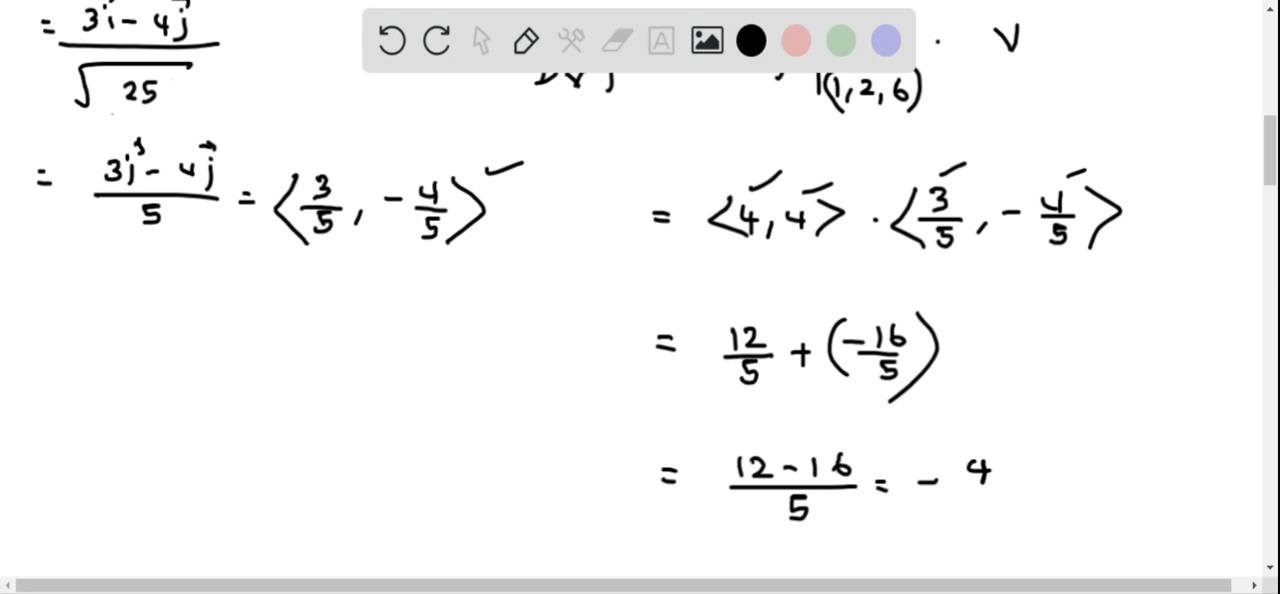 = (3i⃗ - 4j⃗)/√25
· V
|(1, 2, 6)
= (3i⃗ - 4j⃗)/5 = ⟨3/5, -4/5⟩ ✓
= ⟨4, 4⟩ · ⟨3/5, -4/5⟩
= 12/5 + (-16/5)
= (12-16)/5 = - 4
A